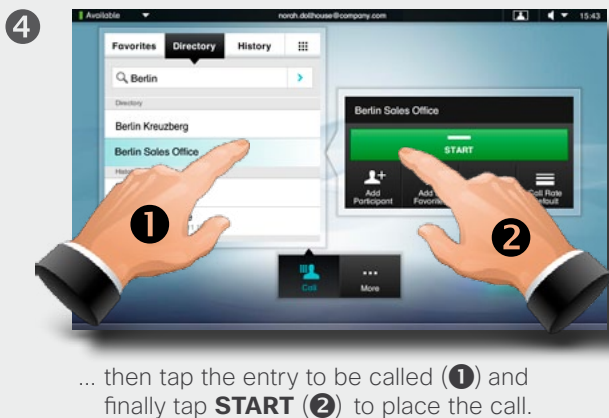 4
Available
norah.dollhouse@company.com
15:43
Favorites Directory History
Berlin
Directory
Berlin Kreuzberg
Berlin Sales Office
Berlin Sales Office
START
Add Participant
Add
Call Rate
Default
1
2
Call
More
... then tap the entry to be called (1) and
finally tap START (2) to place the call.